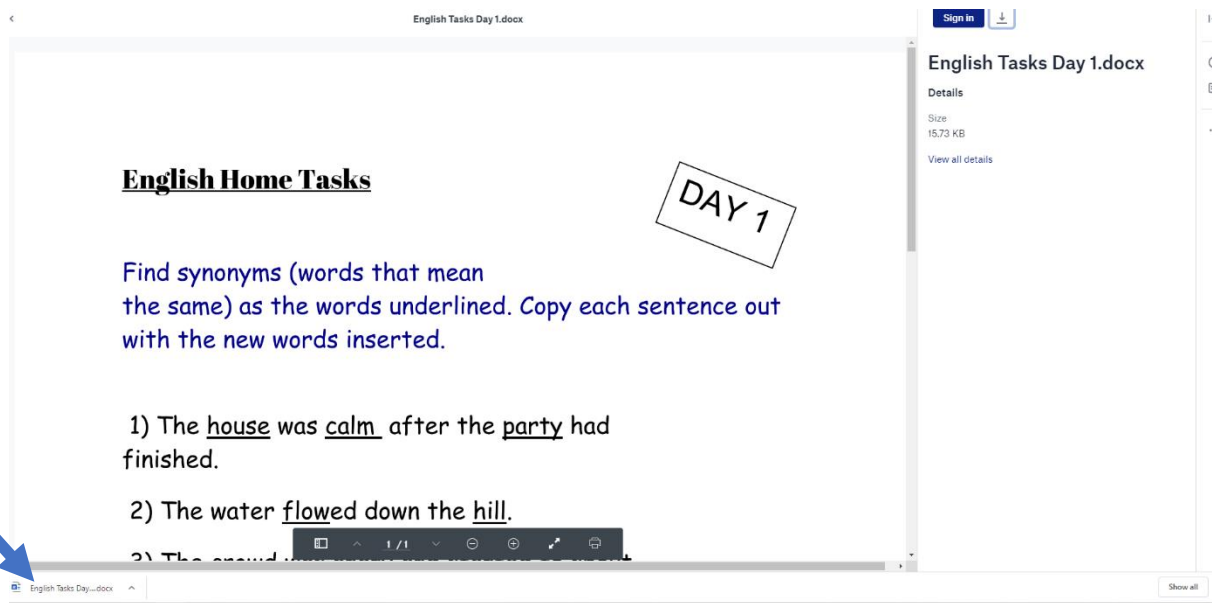 English Tasks Day 1.docx
Sign in
English Tasks Day 1.docx
Details
Size
15,73 KB
View all details
English Home Tasks
DAY 1
Find synonyms (words that mean
the same) as the words underlined. Copy each sentence out
with the new words inserted.
1) The house was calm after the party had
finished.
2) The water flowed down the hill.
1 / 1
3) The crowd
English Tasks Day....docx
Show all